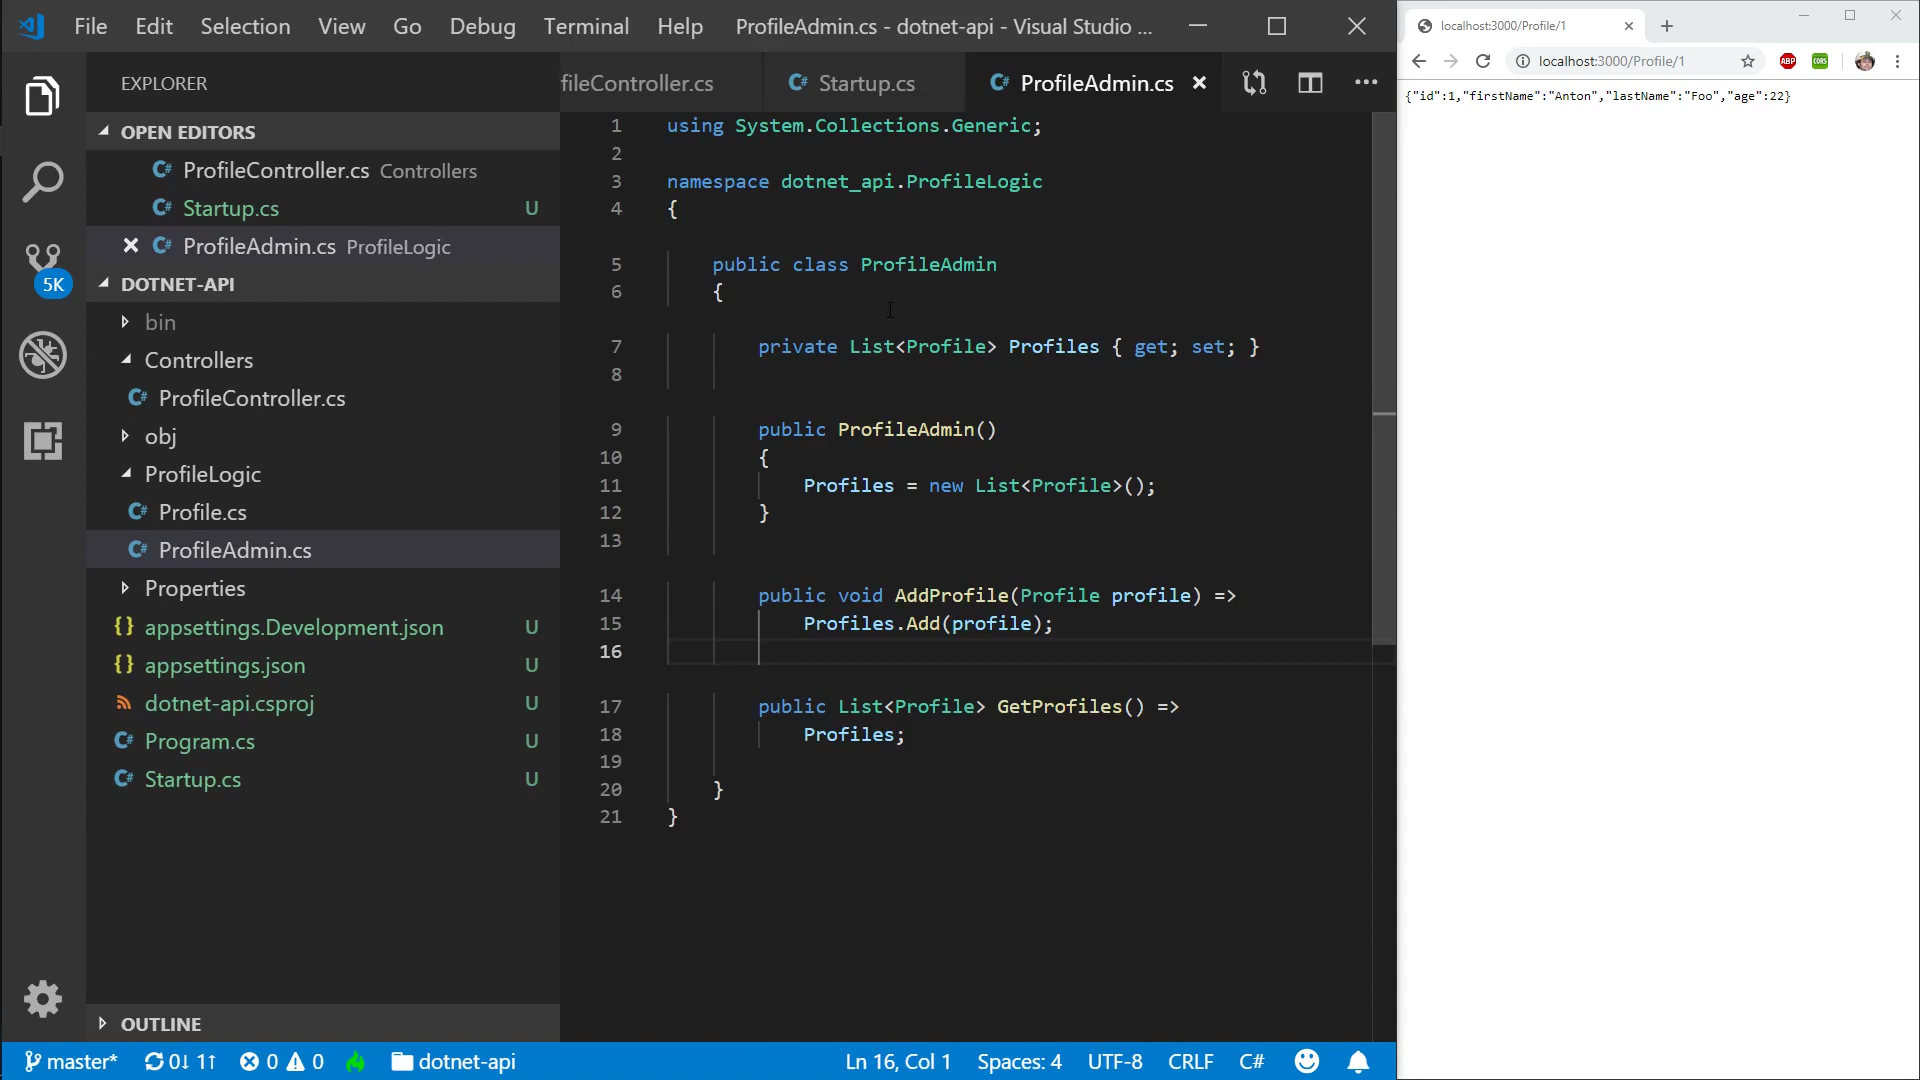 File Edit Selection View Go Debug Terminal Help ProfileAdmin.cs - dotnet-api - Visual Studio ...
localhost:3000/Profile/1
localhost:3000/Profile/1
ABP
CORS
{"id":1,"firstName":"Anton","lastName":"Foo","age":22}
EXPLORER
OPEN EDITORS
ProfileController.cs Controllers
Startup.cs U
ProfileAdmin.cs ProfileLogic
5K
DOTNET-API
bin
Controllers
ProfileController.cs
obj
ProfileLogic
Profile.cs
ProfileAdmin.cs
Properties
appsettings.Development.json U
appsettings.json U
dotnet-api.csproj U
Program.cs U
Startup.cs U
OUTLINE
fileController.cs Startup.cs ProfileAdmin.cs
1 using System.Collections.Generic;
2
3 namespace dotnet_api.ProfileLogic
4 {
5 public class ProfileAdmin
6 {
7 private List<Profile> Profiles { get; set; }
8
9 public ProfileAdmin()
10 {
11 Profiles = new List<Profile>();
12 }
13
14 public void AddProfile(Profile profile) =>
15 Profiles.Add(profile);
16
17 public List<Profile> GetProfiles() =>
18 Profiles;
19
20 }
21 }
master* 0↓ 1↑ 0 0 dotnet-api Ln 16, Col 1 Spaces: 4 UTF-8 CRLF C#